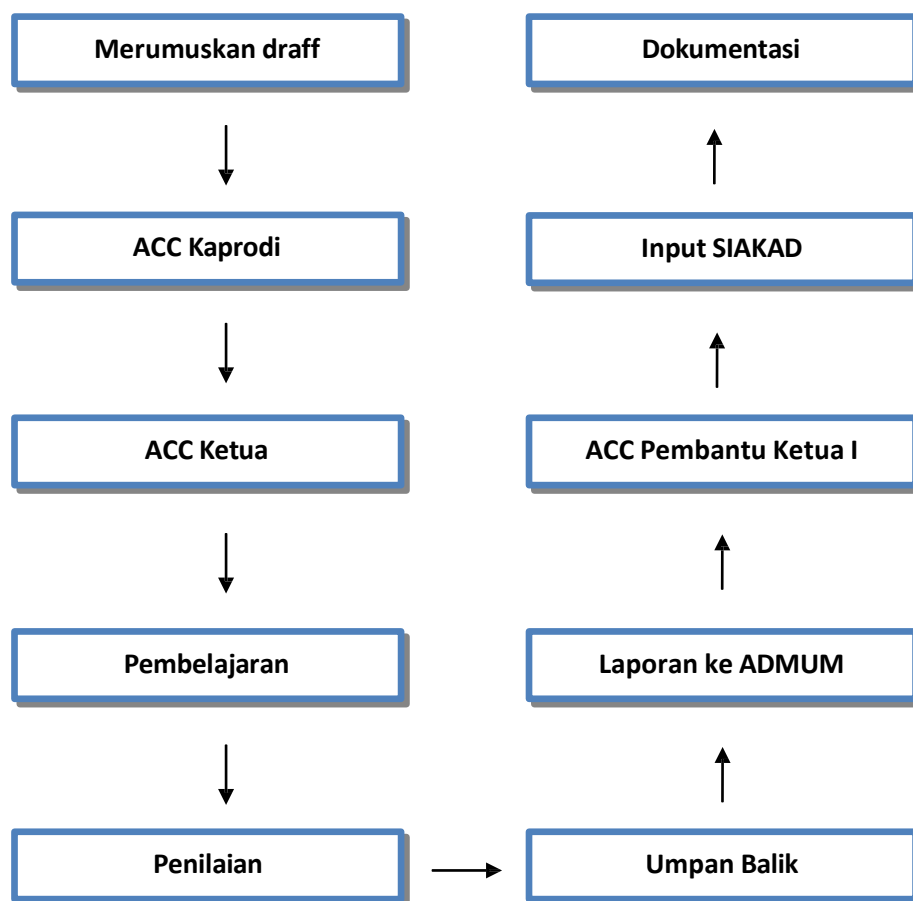 Merumuskan draff
ACC Kaprodi
ACC Ketua
Pembelajaran
Penilaian
Umpan Balik
Laporan ke ADMUM
ACC Pembantu Ketua I
Input SIAKAD
Dokumentasi